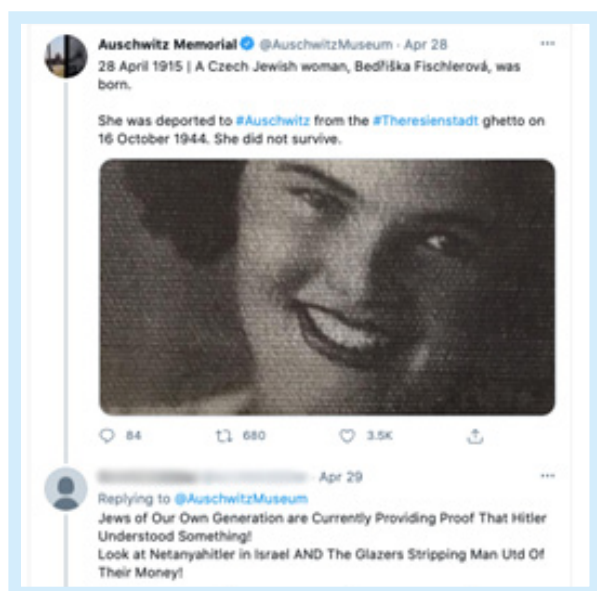 Auschwitz Memorial @AuschwitzMuseum · Apr 28
28 April 1915 | A Czech Jewish woman, Bedřiška Fischlerová, was
born.
She was deported to #Auschwitz from the #Theresienstadt ghetto on
16 October 1944. She did not survive.
84 680 3.5K
· Apr 29
Replying to @AuschwitzMuseum
Jews of Our Own Generation are Currently Providing Proof That Hitler
Understood Something!
Look at Netanyahitler in Israel AND The Glazers Stripping Man Utd Of
Their Money!